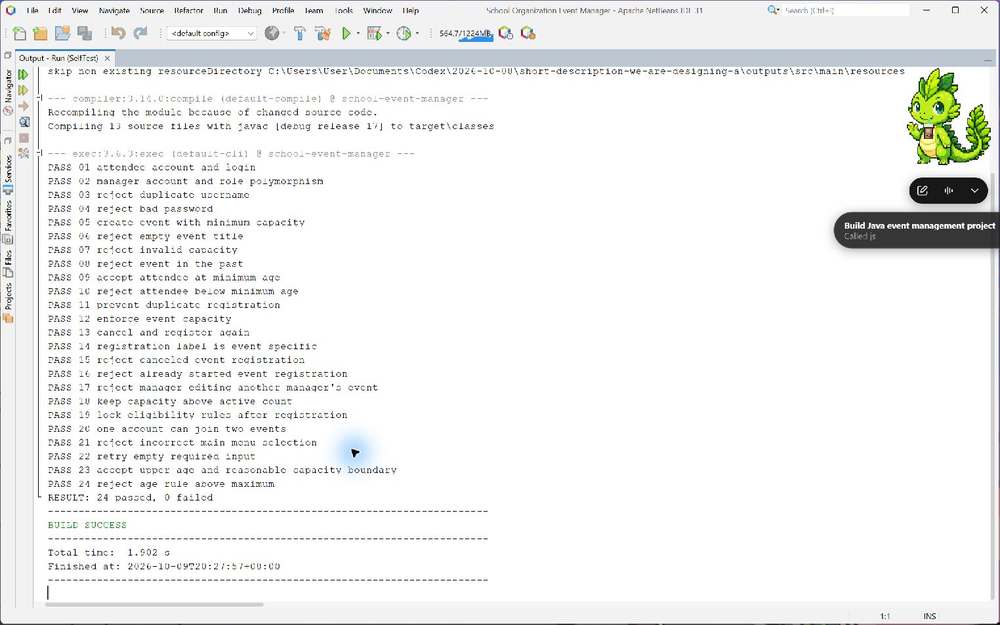 File Edit View Navigate Source Refactor Run Debug Profile Team Tools Window Help
School Organization Event Manager - Apache NetBeans IDE 31
Search (Ctrl+I)
<default config>
564.7/1224MB
Output - Run (SelfTest)
Navigator
Services
Favorites
Files
Projects
skip non existing resourceDirectory C:\Users\User\Documents\Codex\2026-10-08\short-description-we-are-designing-a\outputs\src\main\resources
--- compiler:3.14.0:compile (default-compile) @ school-event-manager ---
Recompiling the module because of changed source code.
Compiling 13 source files with javac [debug release 17] to target\classes
--- exec:3.6.3:exec (default-cli) @ school-event-manager ---
PASS 01 attendee account and login
PASS 02 manager account and role polymorphism
PASS 03 reject duplicate username
PASS 04 reject bad password
PASS 05 create event with minimum capacity
PASS 06 reject empty event title
PASS 07 reject invalid capacity
PASS 08 reject event in the past
PASS 09 accept attendee at minimum age
PASS 10 reject attendee below minimum age
PASS 11 prevent duplicate registration
PASS 12 enforce event capacity
PASS 13 cancel and register again
PASS 14 registration label is event specific
PASS 15 reject canceled event registration
PASS 16 reject already started event registration
PASS 17 reject manager editing another manager's event
PASS 18 keep capacity above active count
PASS 19 lock eligibility rules after registration
PASS 20 one account can join two events
PASS 21 reject incorrect main menu selection
PASS 22 retry empty required input
PASS 23 accept upper age and reasonable capacity boundary
PASS 24 reject age rule above maximum
RESULT: 24 passed, 0 failed
------------------------------------------------------------------------
BUILD SUCCESS
------------------------------------------------------------------------
Total time:  1.902 s
Finished at: 2026-10-09T20:27:57+08:00
------------------------------------------------------------------------
Build Java event management project
Called js
1:1
INS